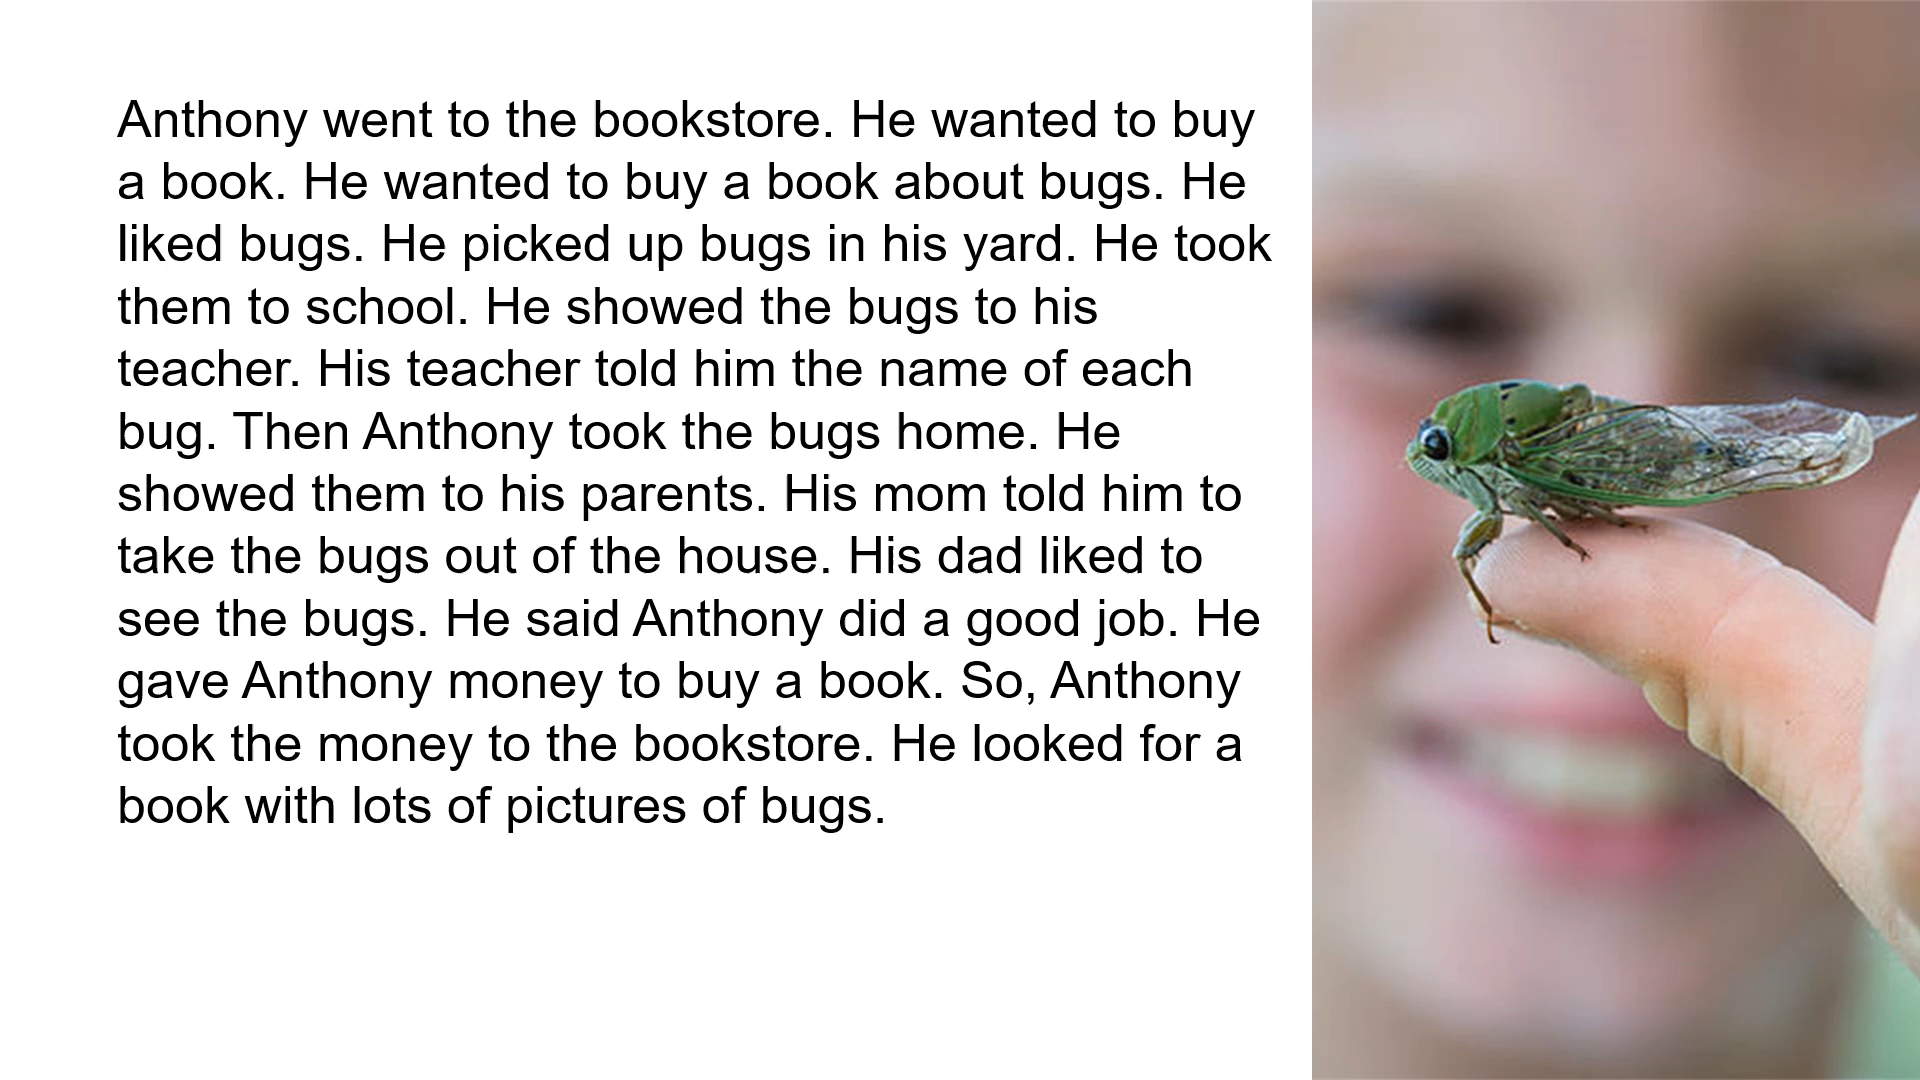 Anthony went to the bookstore. He wanted to buy
a book. He wanted to buy a book about bugs. He
liked bugs. He picked up bugs in his yard. He took
them to school. He showed the bugs to his
teacher. His teacher told him the name of each
bug. Then Anthony took the bugs home. He
showed them to his parents. His mom told him to
take the bugs out of the house. His dad liked to
see the bugs. He said Anthony did a good job. He
gave Anthony money to buy a book. So, Anthony
took the money to the bookstore. He looked for a
book with lots of pictures of bugs.